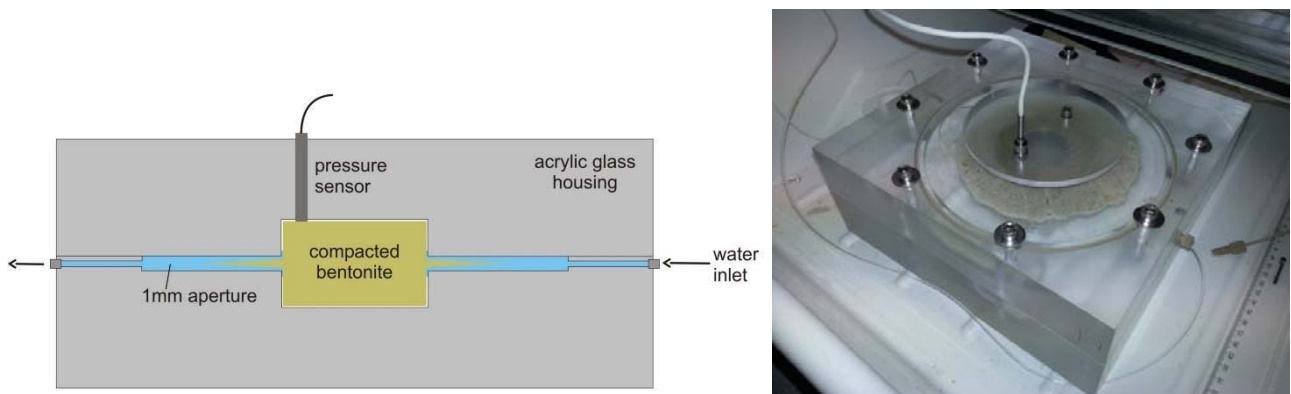 pressure
sensor
acrylic glass
housing
compacted
bentonite
water
inlet
1mm aperture